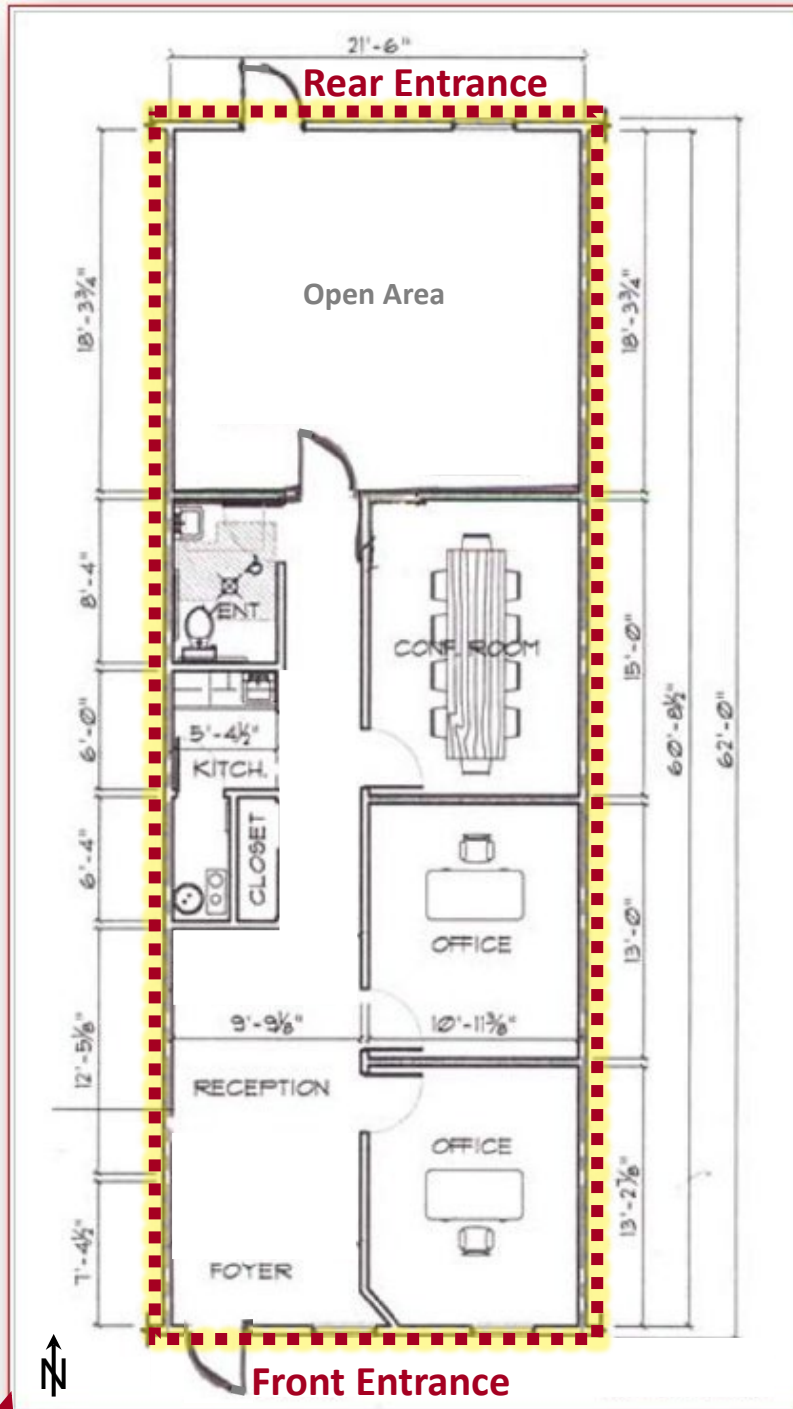 21'-6"
Rear Entrance
18'-3¾"
18'-3¾"
Open Area
8'-4"
ENT
CONF. ROOM
15'-0"
6'-0"
5'-4½"
KITCH.
60'-8½"
62'-0"
6'-4"
CLOSET
OFFICE
13'-0"
9'-9⅛"
10'-11⅜"
12'-5⅝"
RECEPTION
OFFICE
13'-2⅞"
7'-4½"
FOYER
N
Front Entrance